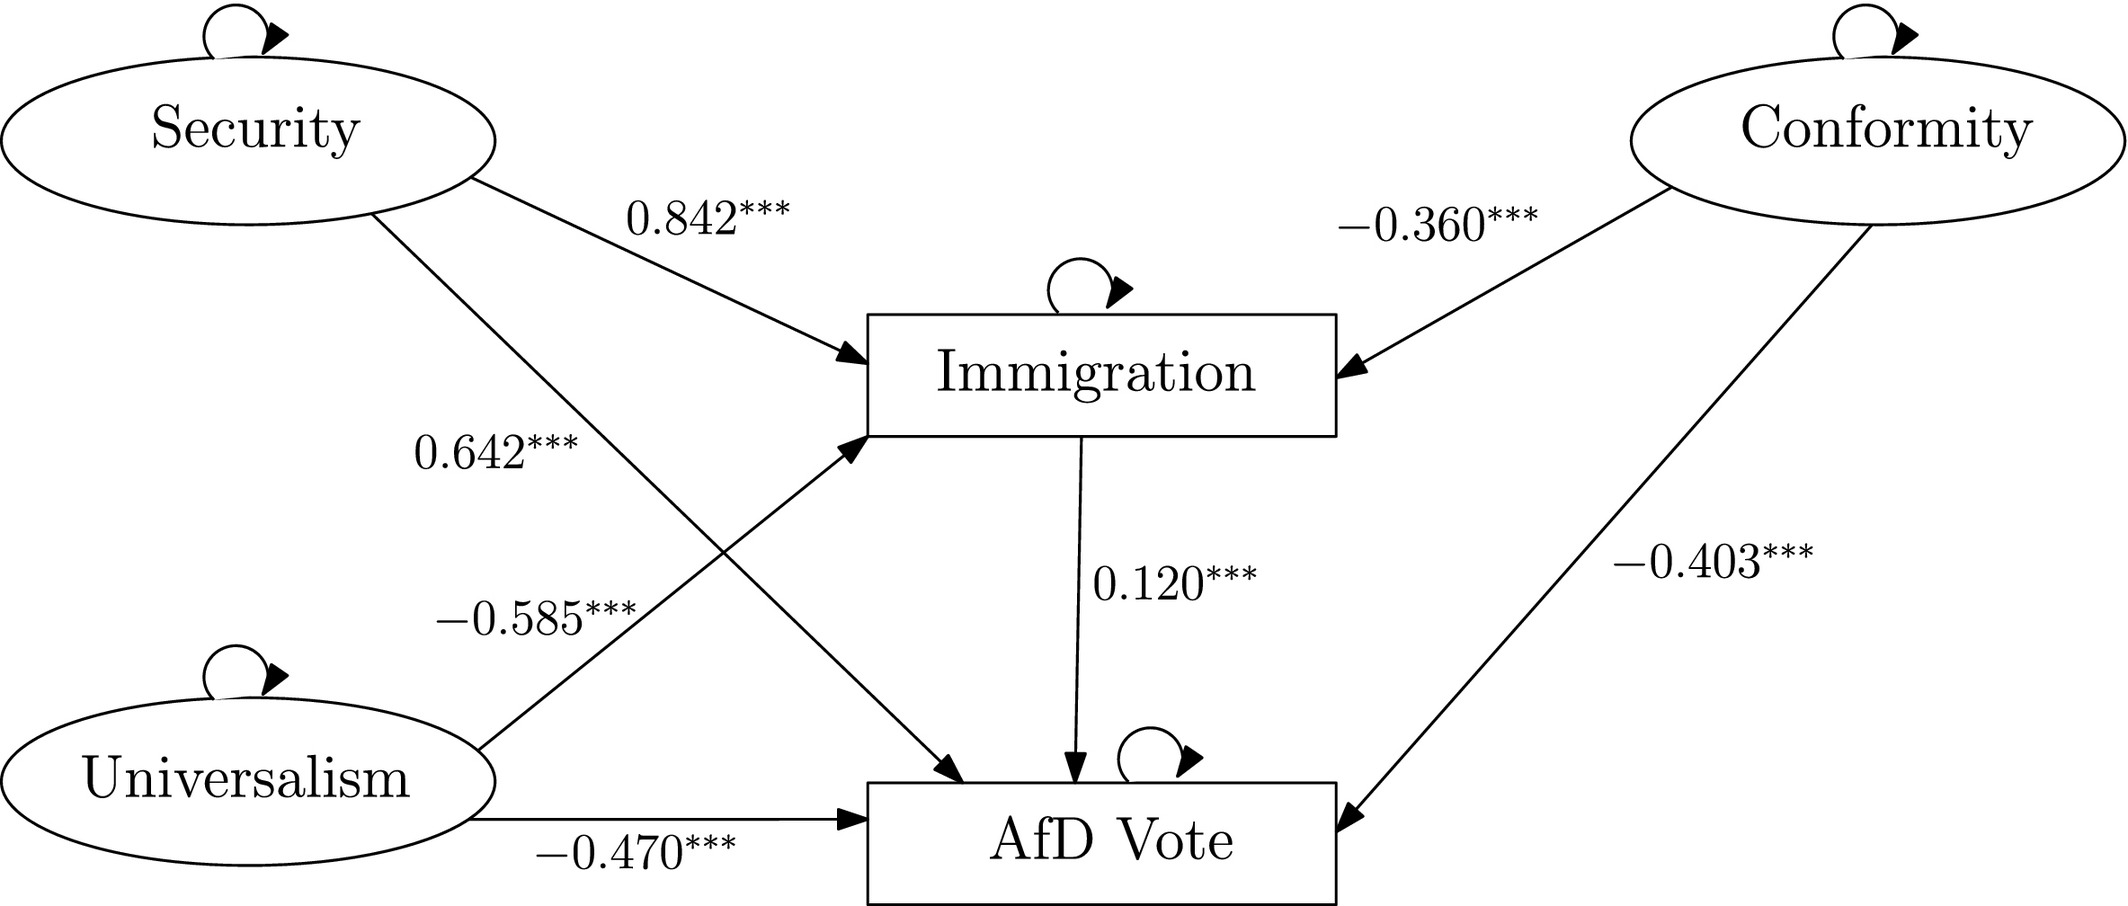 Security
Conformity
0.842***
−0.360***
Immigration
0.642***
−0.585***
0.120***
−0.403***
Universalism
−0.470***
AfD Vote